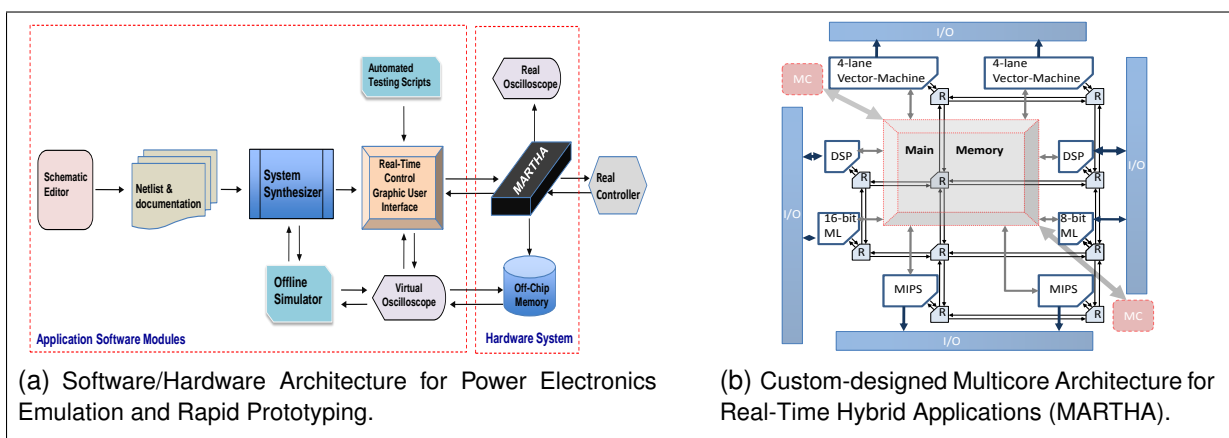 Automated
Testing Scripts
Real
Oscilloscope
Schematic
Editor
Netlist &
documentation
System
Synthesizer
Real-Time
Control
Graphic User
Interface
MARTHA
Real
Controller
Offline
Simulator
Virtual
Oscilloscope
Off-Chip
Memory
Application Software Modules
Hardware System
(a) Software/Hardware Architecture for Power Electronics
Emulation and Rapid Prototyping.
I/O
4-lane
Vector-Machine
4-lane
Vector-Machine
MC
R
R
I/O
I/O
Main Memory
DSP
DSP
R
R
R
16-bit
ML
8-bit
ML
R
R
R
MIPS
MIPS
R
R
MC
I/O
(b) Custom-designed Multicore Architecture for
Real-Time Hybrid Applications (MARTHA).